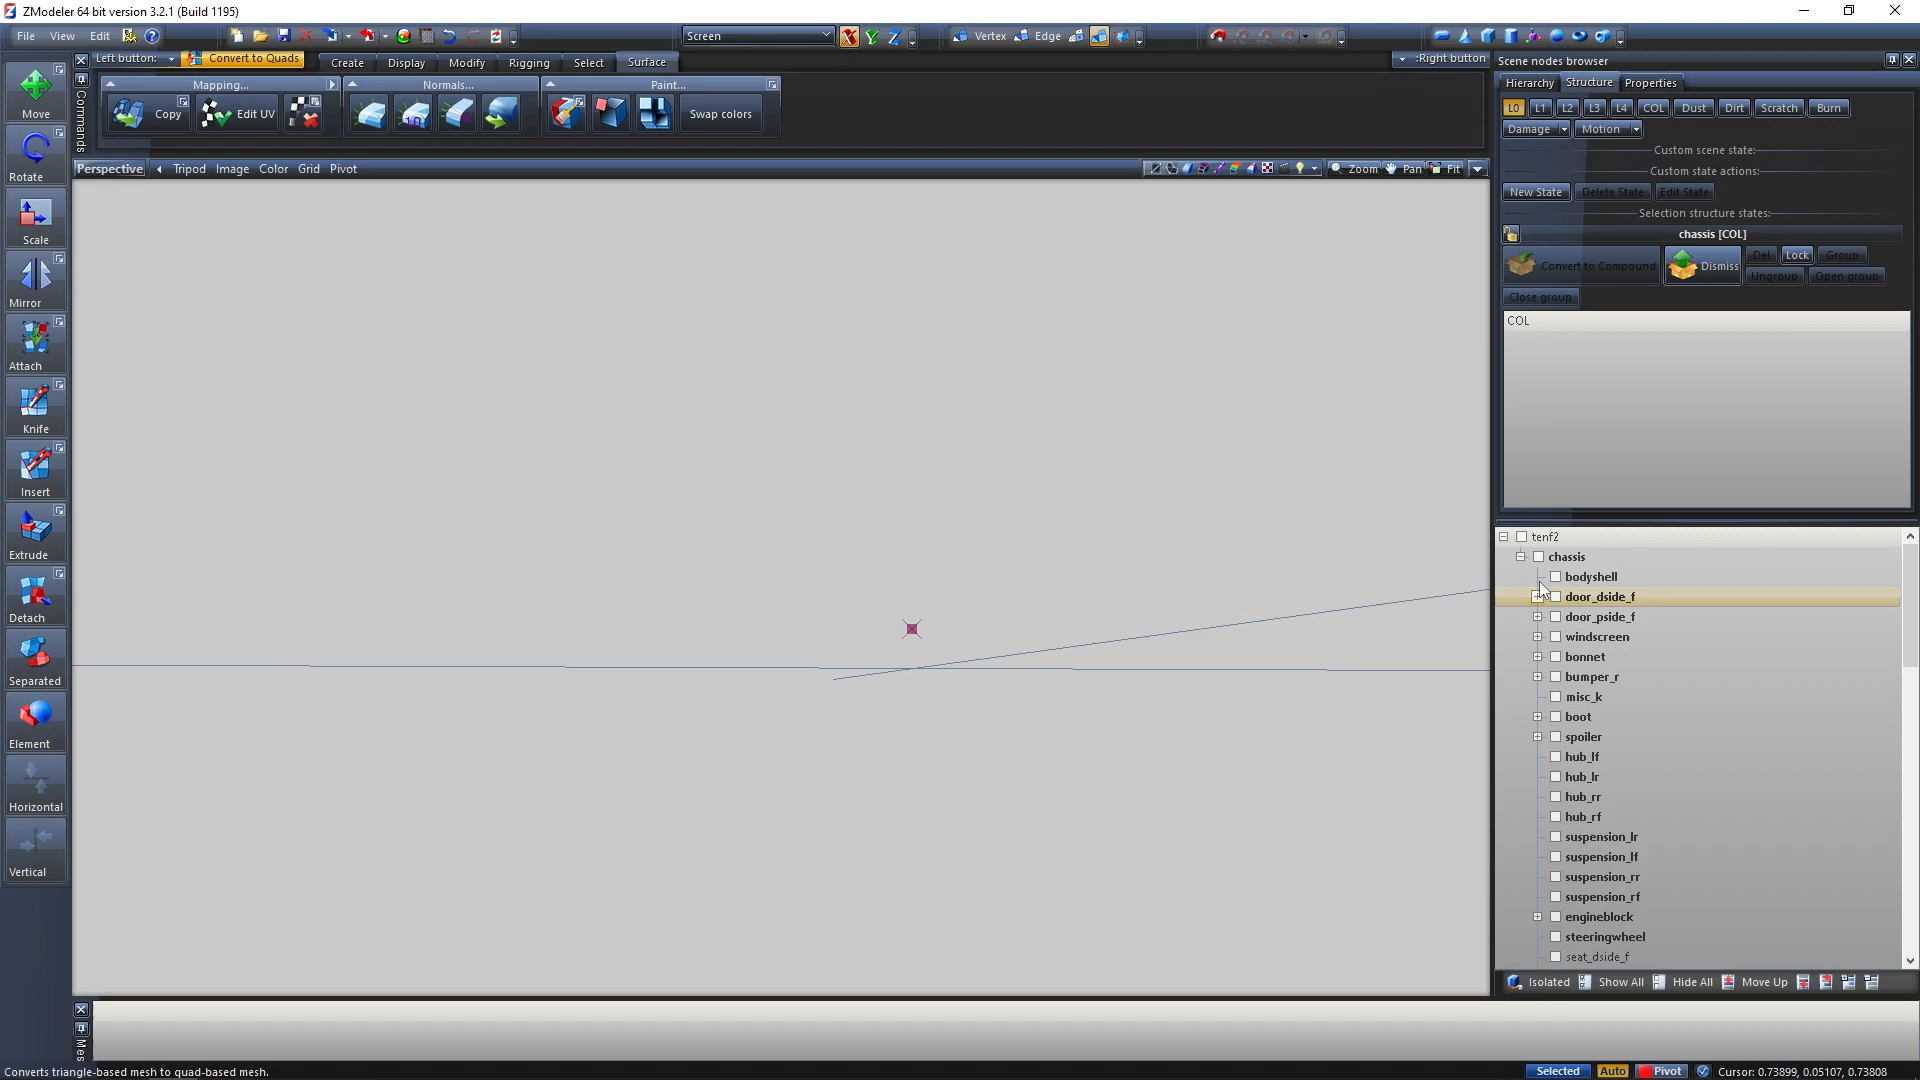 ZModeler 64 bit version 3.2.1 (Build 1195)
File View Edit
Screen
Vertex Edge
Left button: Convert to Quads Create Display Modify Rigging Select Surface :Right button
Mapping... Normals... Paint...
Copy Edit UV Swap colors
Perspective Tripod Image Color Grid Pivot Zoom Pan Fit
Move
Rotate
Scale
Mirror
Attach
Knife
Insert
Extrude
Detach
Separated
Element
Horizontal
Vertical
Commands
Scene nodes browser
Hierarchy Structure Properties
L0 L1 L2 L3 L4 COL Dust Dirt Scratch Burn
Damage Motion
Custom scene state:
Custom state actions:
New State Delete State Edit State
Selection structure states:
chassis [COL]
Convert to Compound Dismiss Del Lock Group
Ungroup Open group
Close group
COL
tenf2
chassis
bodyshell
door_dside_f
door_pside_f
windscreen
bonnet
bumper_r
misc_k
boot
spoiler
hub_lf
hub_lr
hub_rr
hub_rf
suspension_lr
suspension_lf
suspension_rr
suspension_rf
engineblock
steeringwheel
seat_dside_f
Isolated Show All Hide All Move Up
Mes
Converts triangle-based mesh to quad-based mesh.
Selected Auto Pivot Cursor: 0.73899, 0.05107, 0.73808